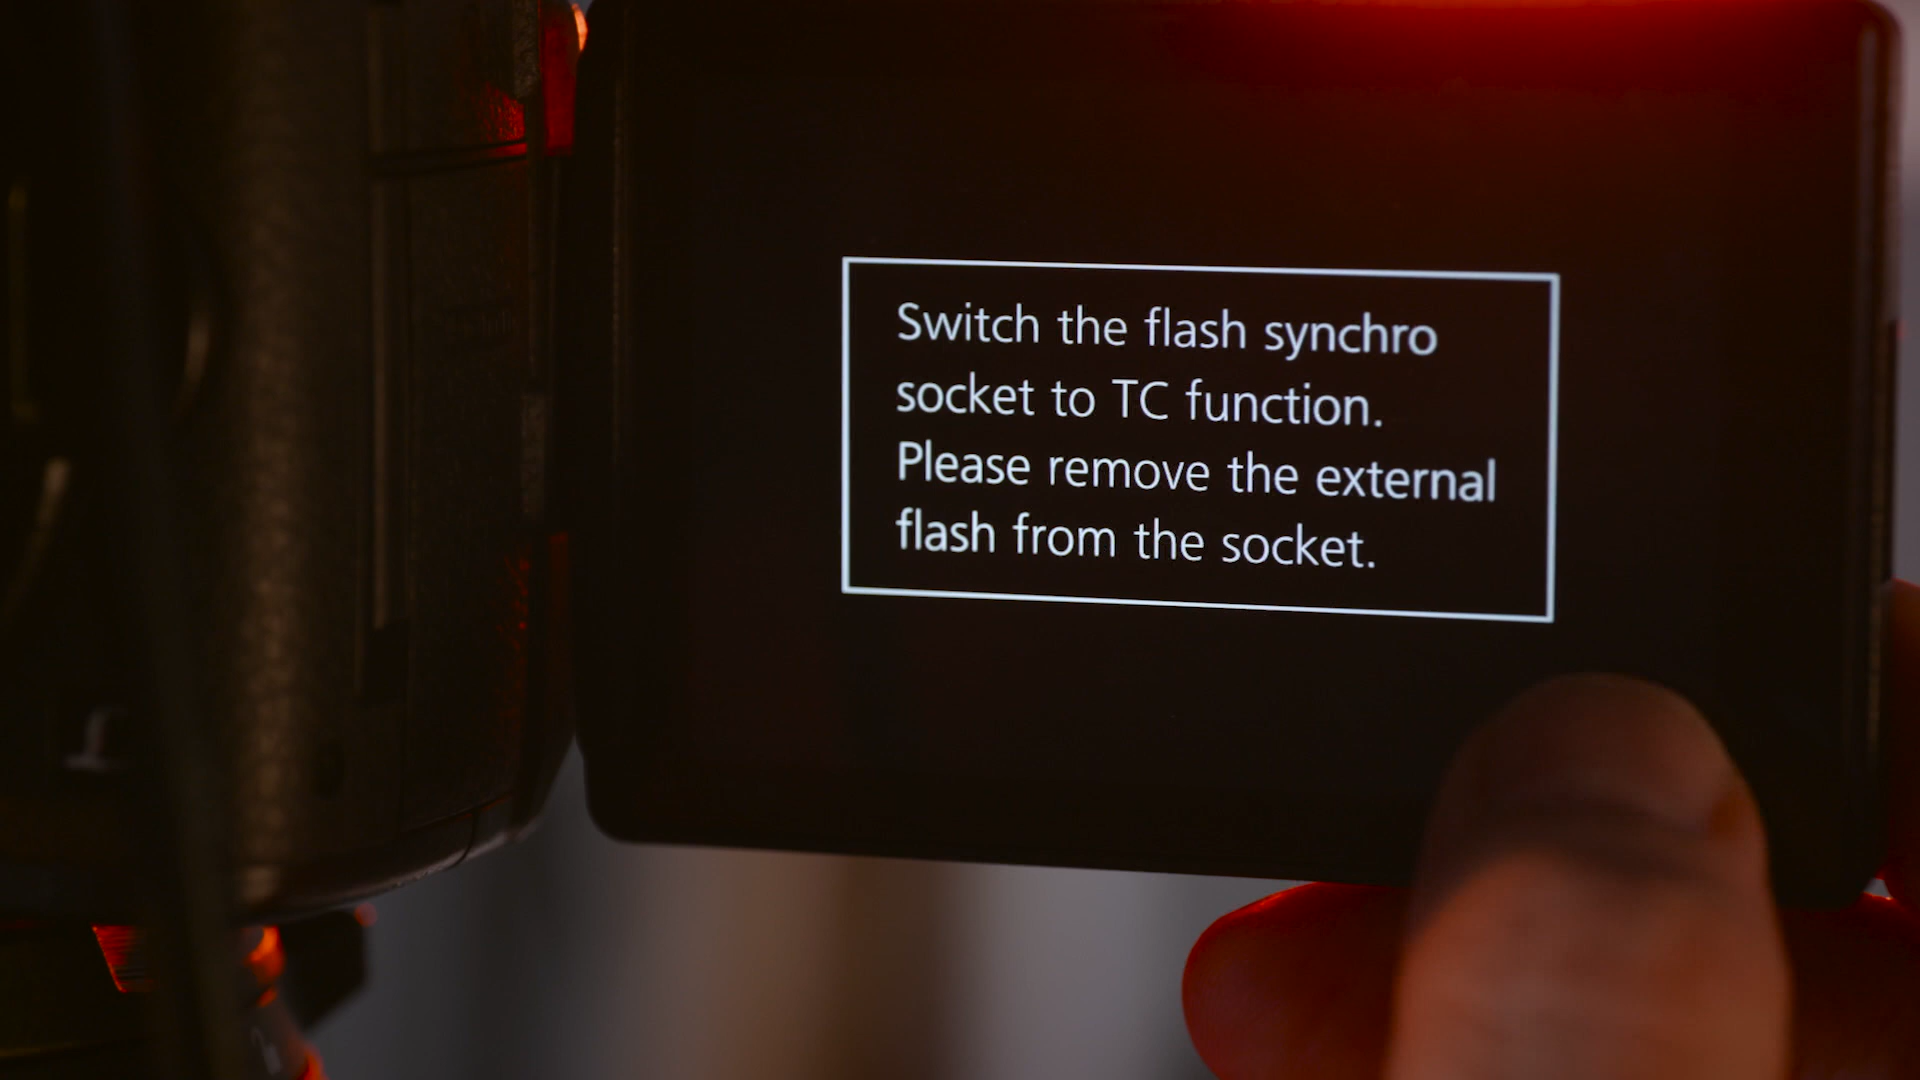 Switch the flash synchro
socket to TC function.
Please remove the external
flash from the socket.